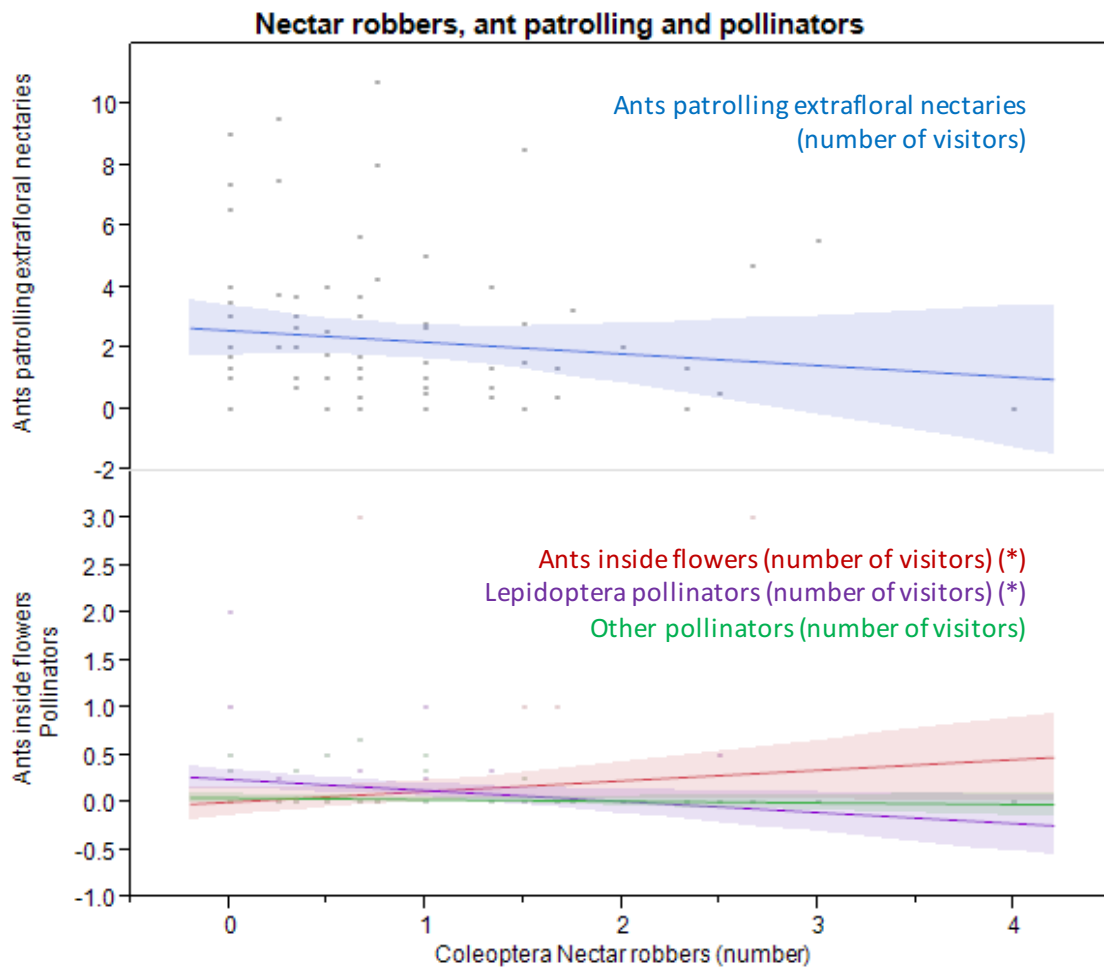 Nectar robbers, ant patrolling and pollinators
Ants patrolling extrafloral nectaries
10
8
6
4
2
0
-2
Ants patrolling extrafloral nectaries
(number of visitors)
Ants inside flowers
Pollinators
3.0
2.5
2.0
1.5
1.0
0.5
0.0
-0.5
-1.0
Ants inside flowers (number of visitors) (*)
Lepidoptera pollinators (number of visitors) (*)
Other pollinators (number of visitors)
0 1 2 3 4
Coleoptera Nectar robbers (number)